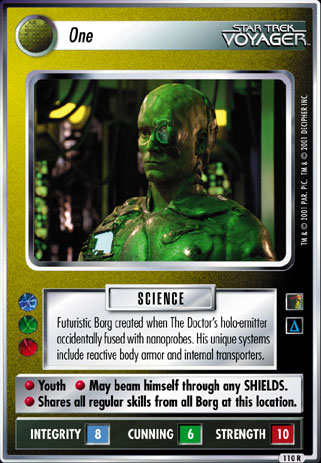 One
STAR TREK
VOYAGER
TM & © 2001 PAR. PIC. TM & © 2001 DECIPHER INC.
SCIENCE
Futuristic Borg created when The Doctor's holo-emitter
accidentally fused with nanoprobes. His unique systems
include reactive body armor and internal transporters.
Youth May beam himself through any SHIELDS.
Shares all regular skills from all Borg at this location.
INTEGRITY 8 CUNNING 6 STRENGTH 10
110 R